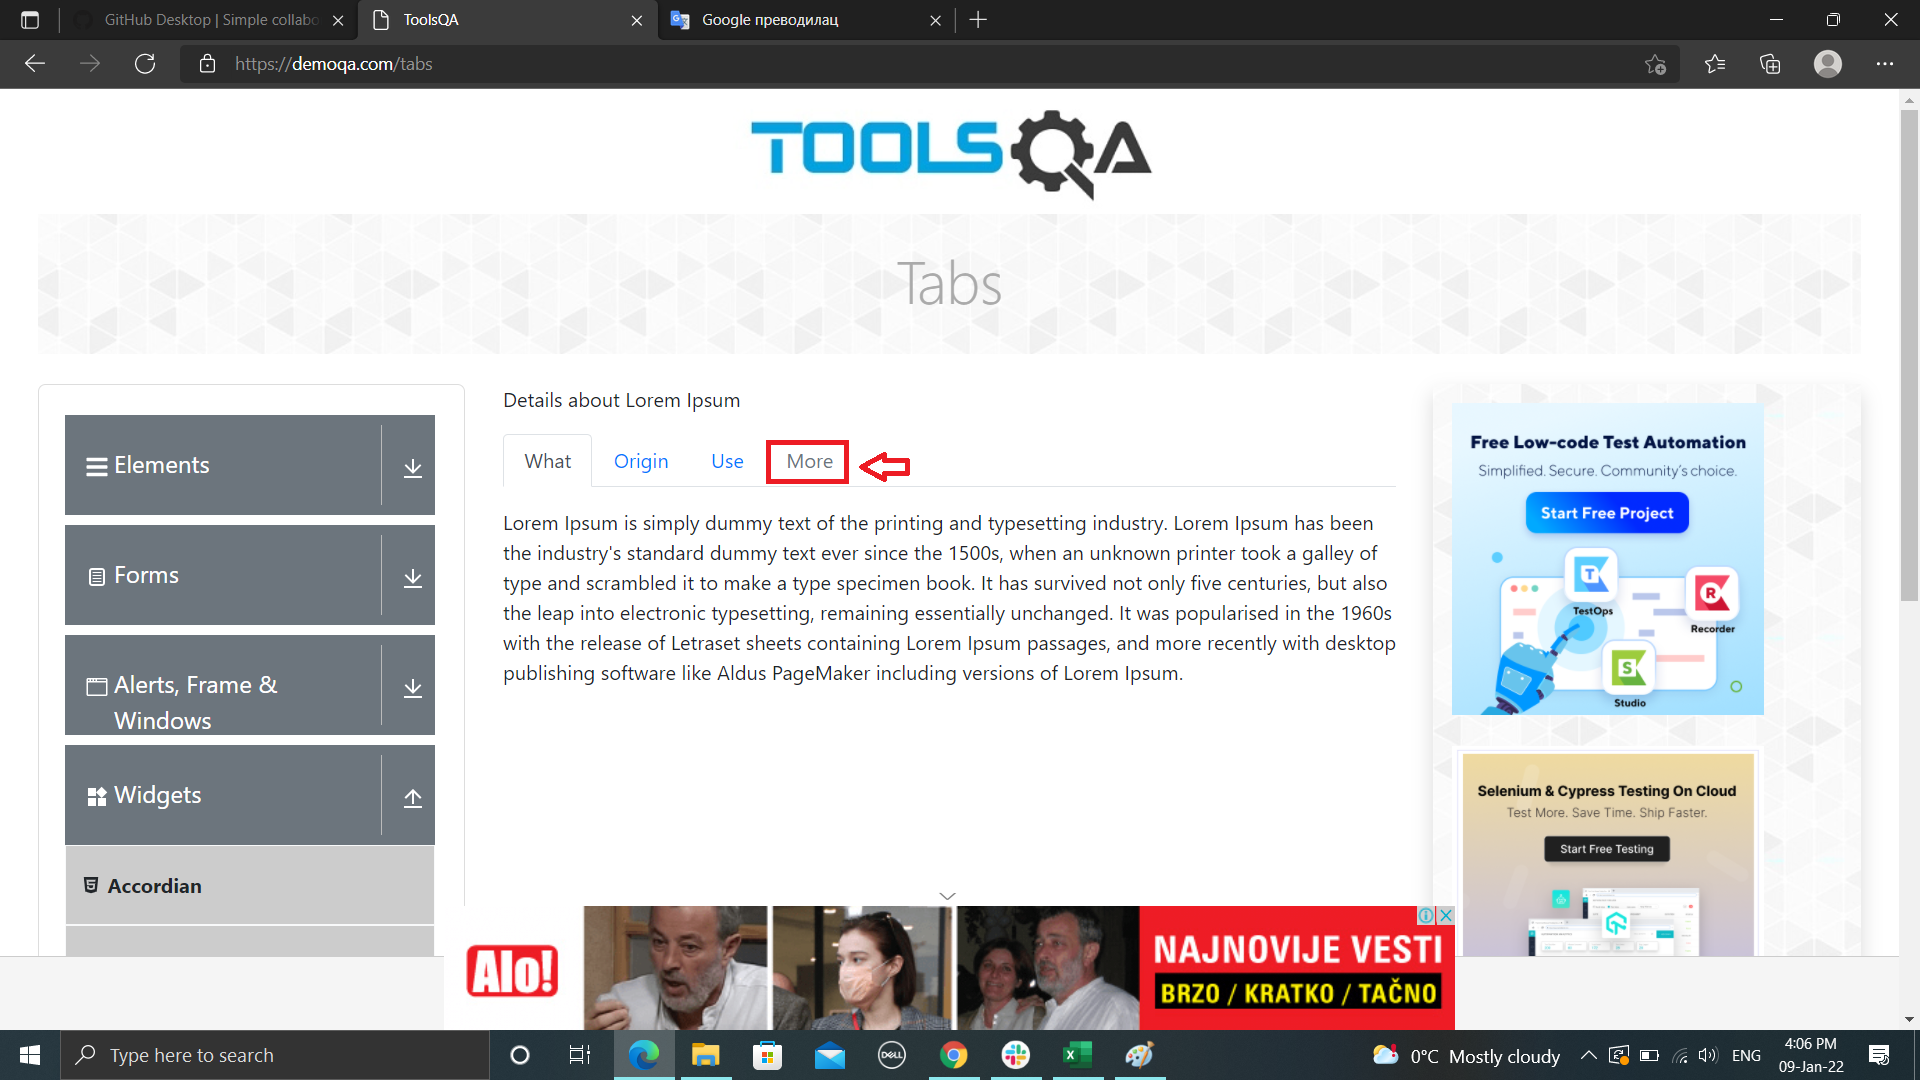 GitHub Desktop | Simple collabo
ToolsQA
Google преводилац
https://demoqa.com/tabs
TOOLSQA
Tabs
Elements
Forms
Alerts, Frame &
Windows
Widgets
Accordian
Details about Lorem Ipsum
What Origin Use More
Lorem Ipsum is simply dummy text of the printing and typesetting industry. Lorem Ipsum has been
the industry's standard dummy text ever since the 1500s, when an unknown printer took a galley of
type and scrambled it to make a type specimen book. It has survived not only five centuries, but also
the leap into electronic typesetting, remaining essentially unchanged. It was popularised in the 1960s
with the release of Letraset sheets containing Lorem Ipsum passages, and more recently with desktop
publishing software like Aldus PageMaker including versions of Lorem Ipsum.
Free Low-code Test Automation
Simplified. Secure. Community's choice.
Start Free Project
TestOps
Recorder
Studio
Selenium & Cypress Testing On Cloud
Test More. Save Time. Ship Faster.
Start Free Testing
Alo!
NAJNOVIJE VESTI
BRZO / KRATKO / TAČNO
Type here to search
DELL
0°C Mostly cloudy
ENG
4:06 PM
09-Jan-22